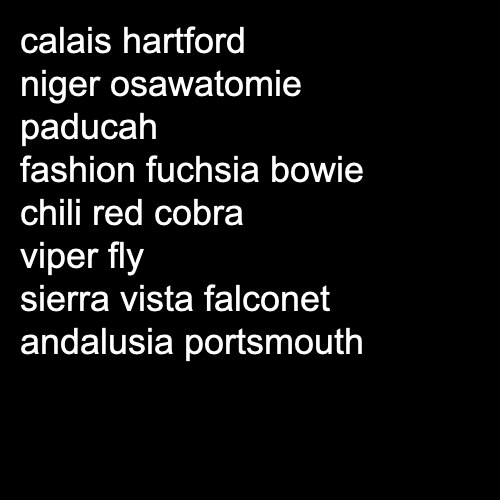 calais hartford
niger osawatomie
paducah
fashion fuchsia bowie
chili red cobra
viper fly
sierra vista falconet
andalusia portsmouth